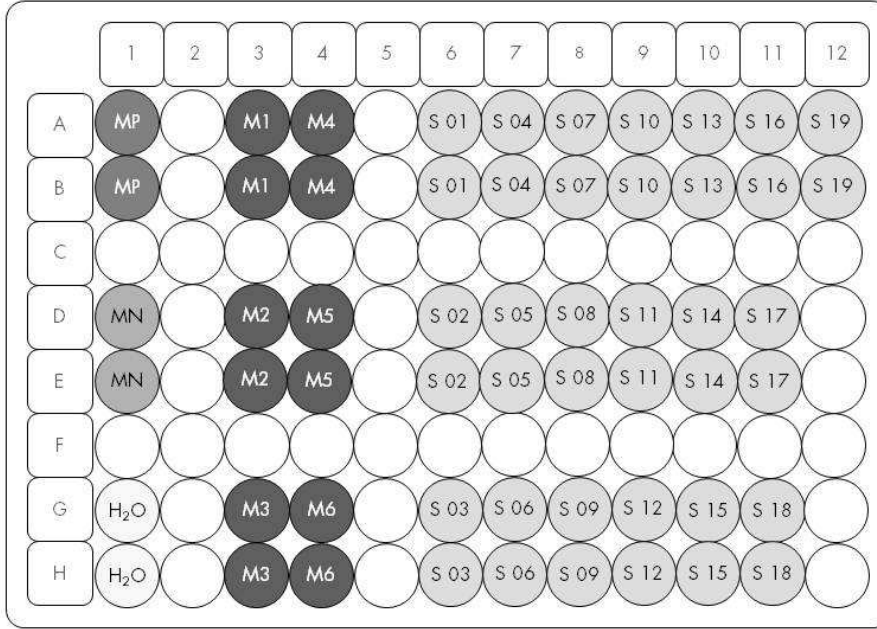 1 2 3 4 5 6 7 8 9 10 11 12
A MP M1 M4 S 01 S 04 S 07 S 10 S 13 S 16 S 19
B MP M1 M4 S 01 S 04 S 07 S 10 S 13 S 16 S 19
C
D MN M2 M5 S 02 S 05 S 08 S 11 S 14 S 17
E MN M2 M5 S 02 S 05 S 08 S 11 S 14 S 17
F
G H₂O M3 M6 S 03 S 06 S 09 S 12 S 15 S 18
H H₂O M3 M6 S 03 S 06 S 09 S 12 S 15 S 18